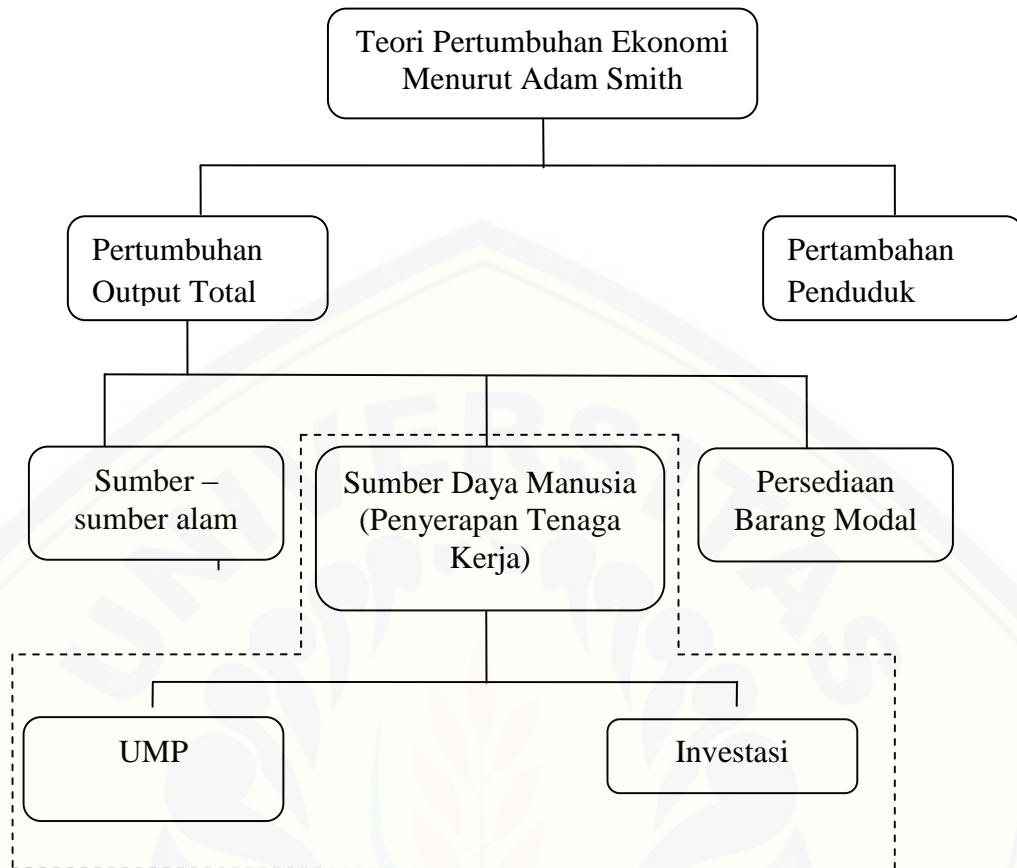 Teori Pertumbuhan Ekonomi
Menurut Adam Smith
Pertumbuhan
Output Total
Pertambahan
Penduduk
Sumber –
sumber alam
Sumber Daya Manusia
(Penyerapan Tenaga
Kerja)
Persediaan
Barang Modal
UMP
Investasi
UNIVERSITAS